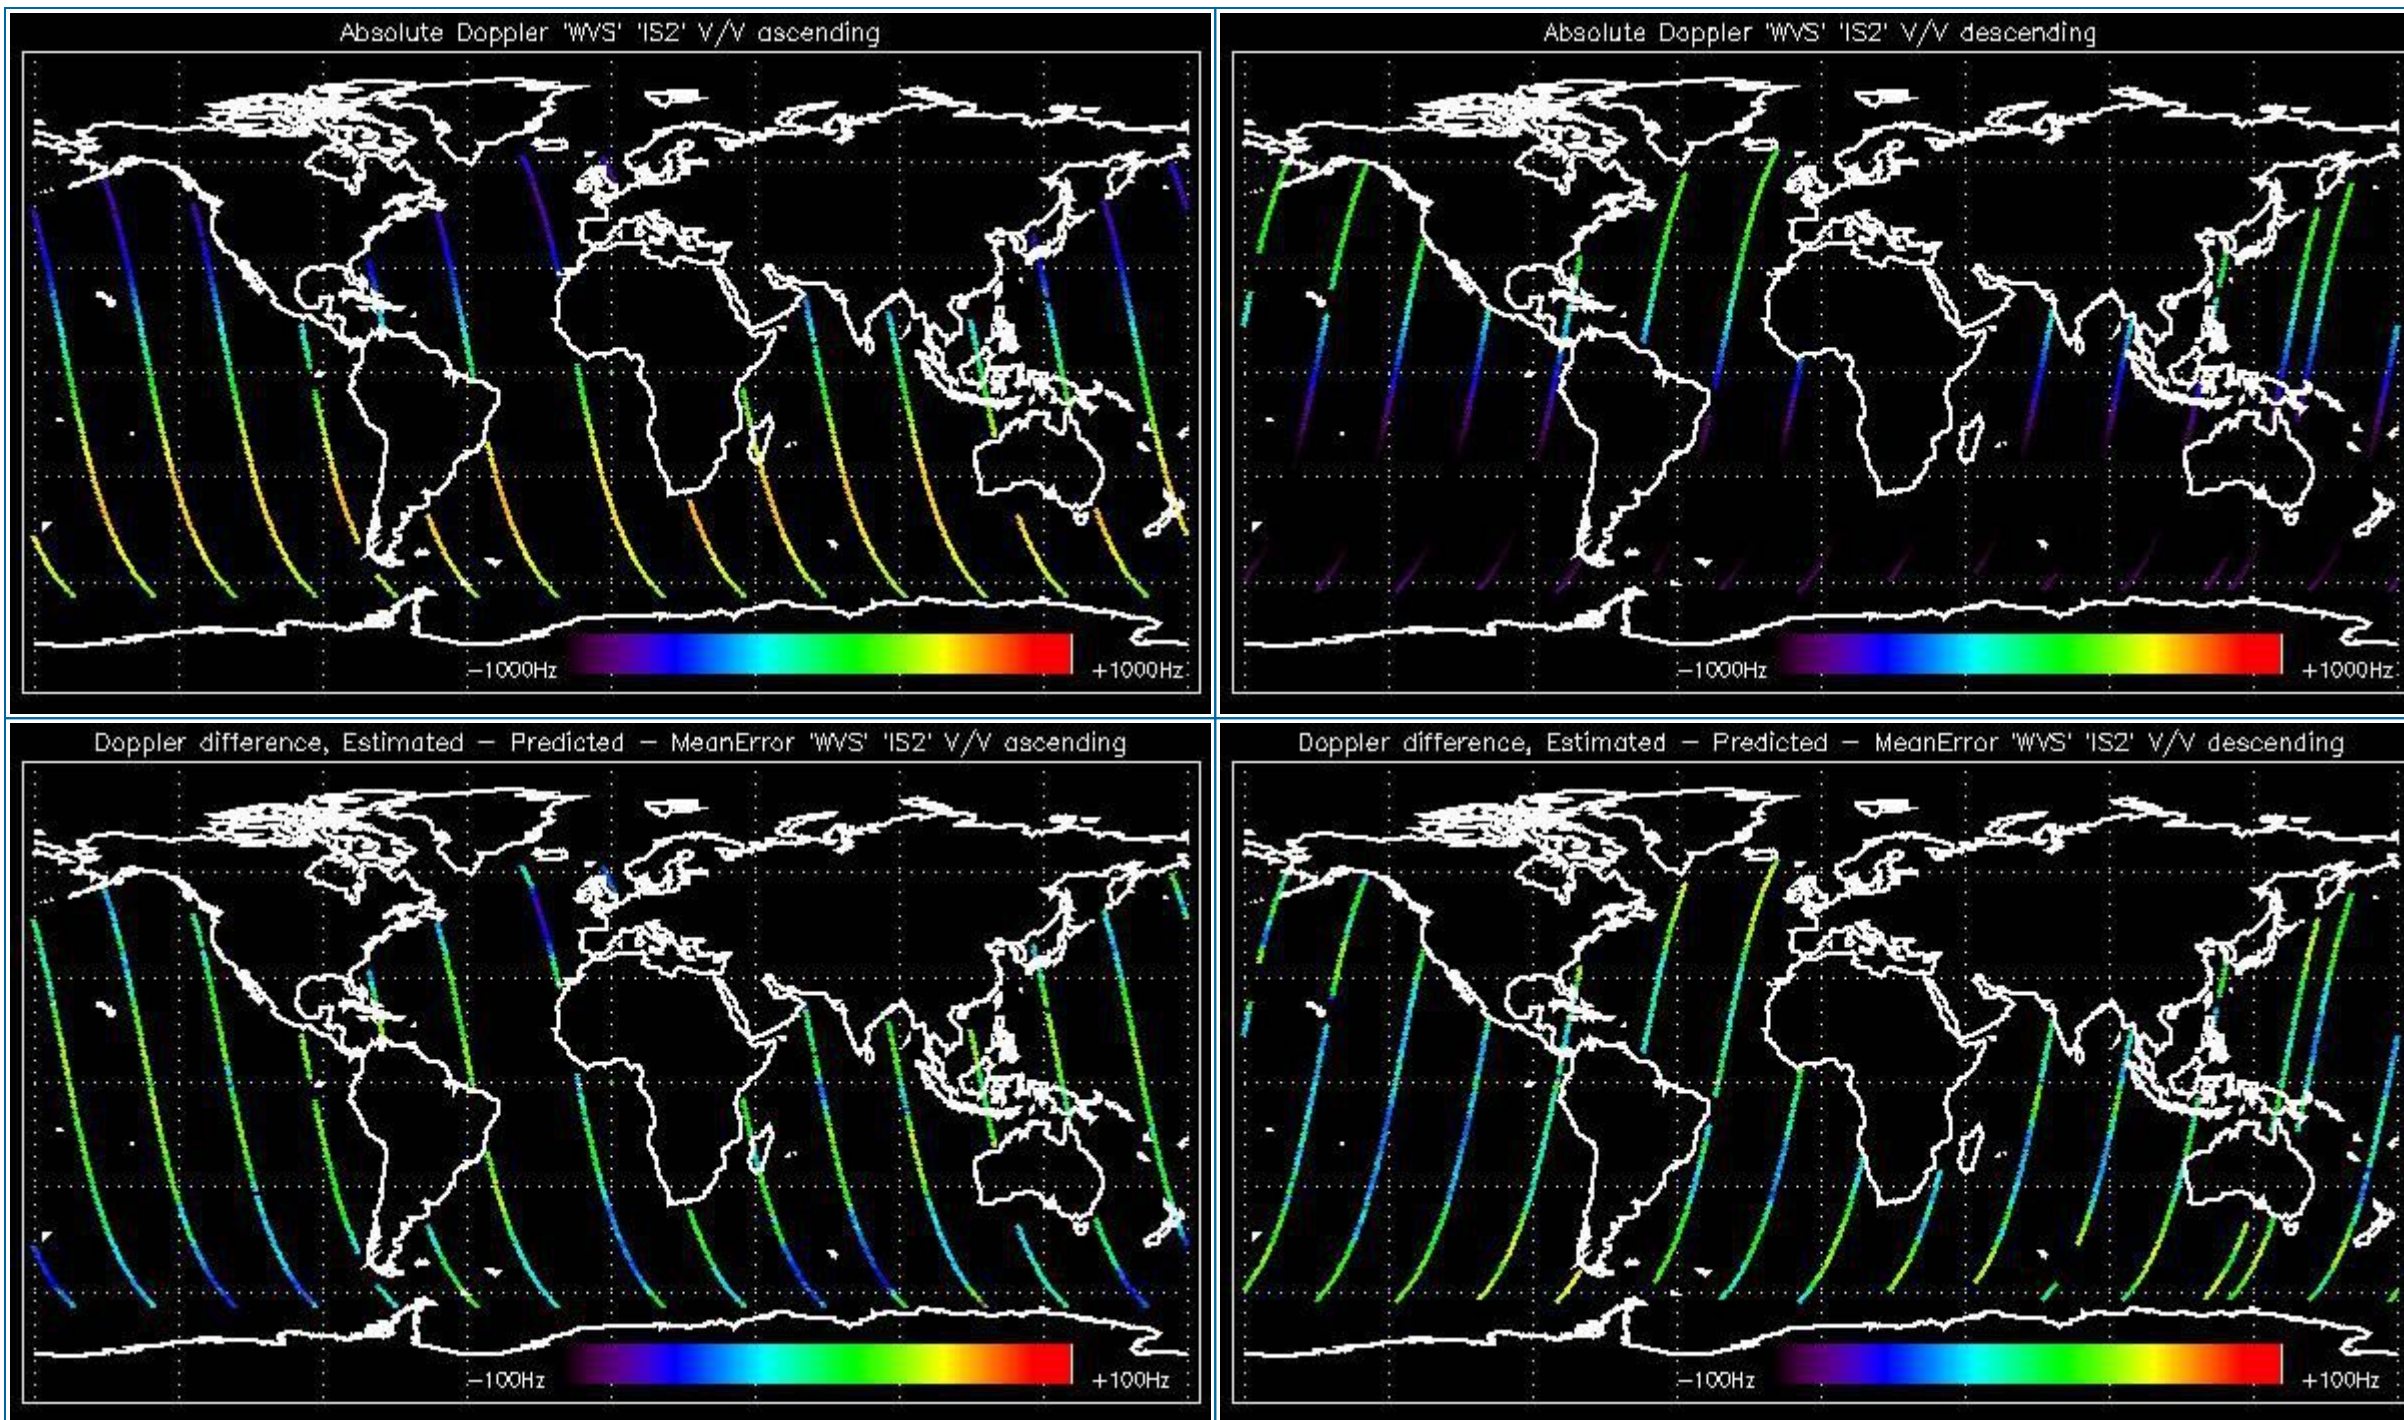 Absolute Doppler 'WVS' 'IS2' V/V ascending
-1000Hz
+1000Hz
Absolute Doppler 'WVS' 'IS2' V/V descending
-1000Hz
+1000Hz
Doppler difference, Estimated - Predicted - MeanError 'WVS' 'IS2' V/V ascending
-100Hz
+100Hz
Doppler difference, Estimated - Predicted - MeanError 'WVS' 'IS2' V/V descending
-100Hz
+100Hz